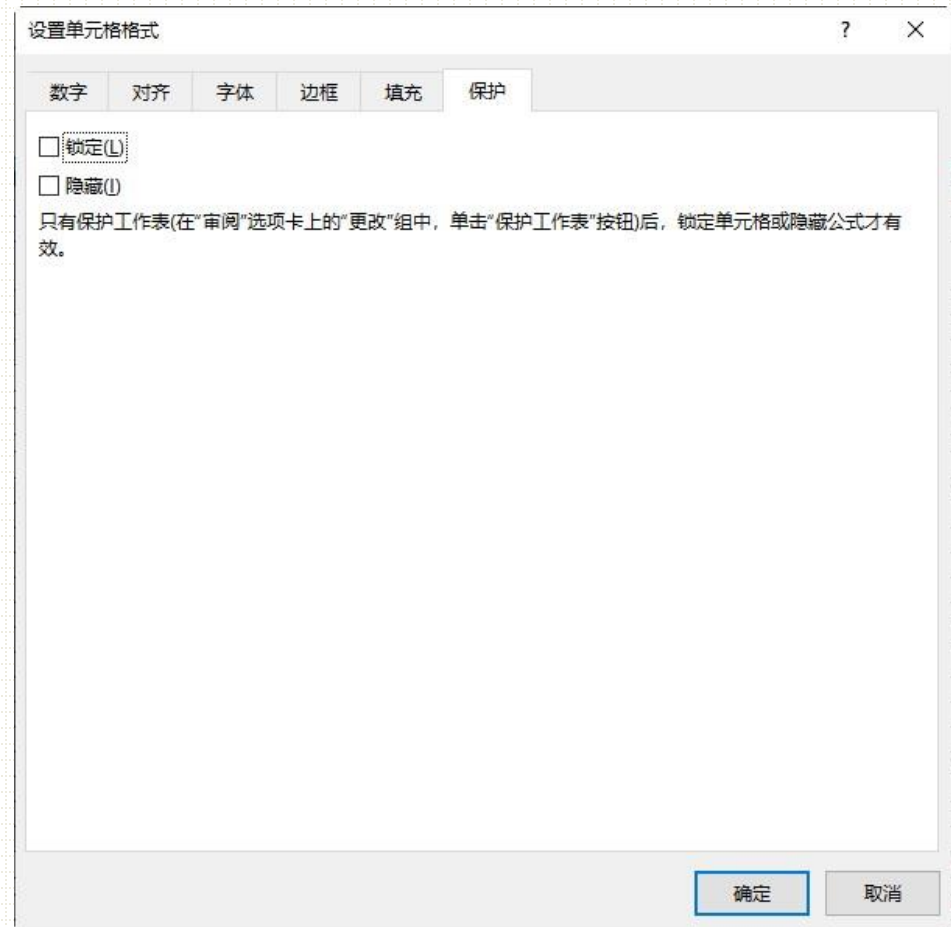 设置单元格格式 ? ×
数字 对齐 字体 边框 填充 保护
锁定(L)
隐藏(I)
只有保护工作表(在“审阅”选项卡上的“更改”组中，单击“保护工作表”按钮)后，锁定单元格或隐藏公式才有
效。
确定 取消